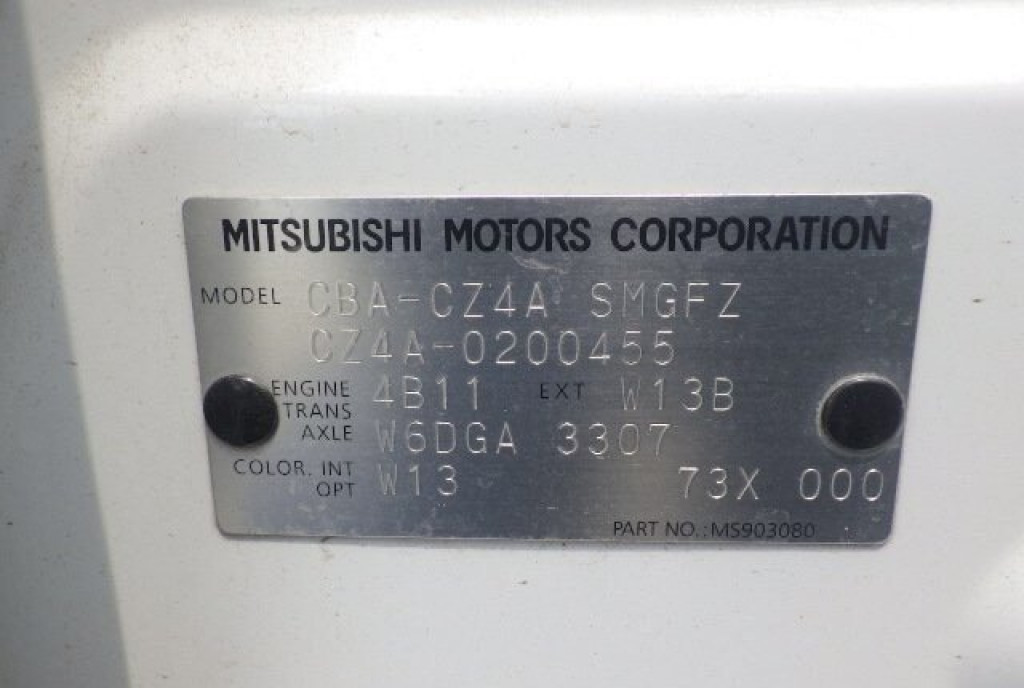 MITSUBISHI MOTORS CORPORATION
MODEL CBA-CZ4A SMGFZ
CZ4A-0200455
ENGINE 4B11 EXT W13B
TRANS
AXLE W6DGA 3307
COLOR. INT W13 73X 000
OPT
PART NO.:MS903080